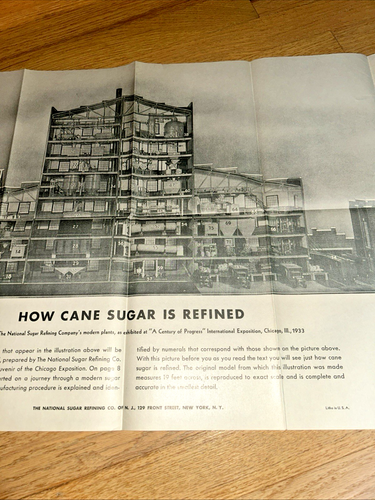 HOW CANE SUGAR IS REFINED
The National Sugar Refining Company's modern plants, as exhibited at "A Century of Progress" International Exposition, Chicago, Ill., 1933
that appear in the illustration above will be
, prepared by The National Sugar Refining Co.
uvenir of the Chicago Exposition. On page
arted on a journey through a modern sugar
ufacturing procedure is explained and iden-
tified by numerals that correspond with those shown on the picture above.
With this picture before you as you read the text you will see just how cane
sugar is refined. The original model from which this illustration was made
measures 19 feet across, is reproduced to exact scale and is complete and
accurate in the smallest detail.
THE NATIONAL SUGAR REFINING CO. OF N. J., 129 FRONT STREET, NEW YORK, N. Y.
Litho in U. S. A.